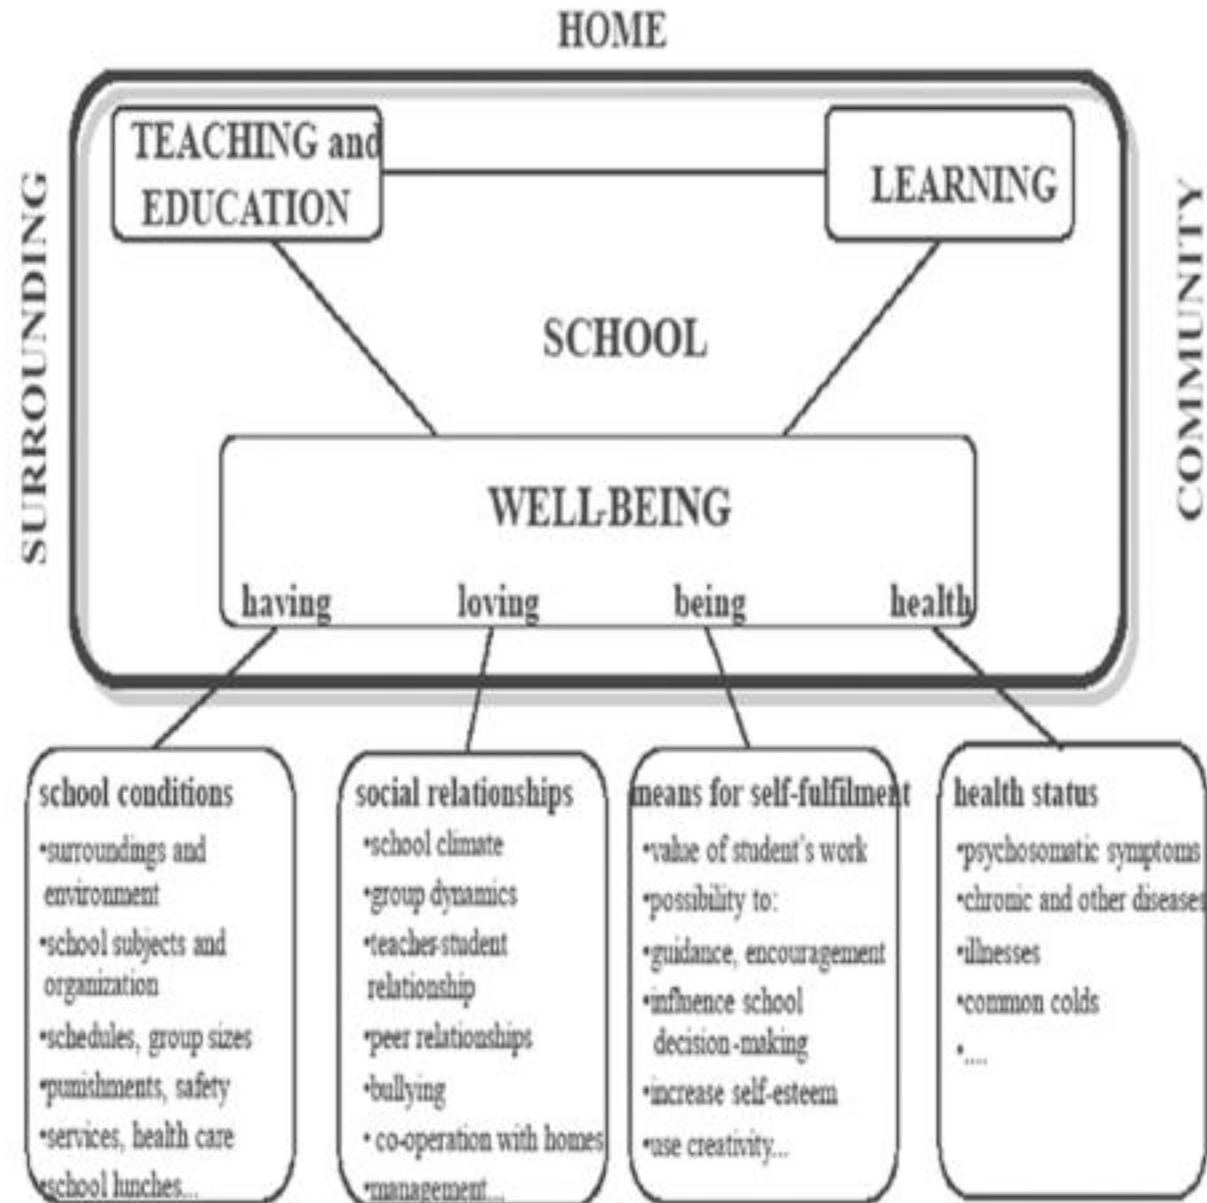 HOME
TEACHING and
EDUCATION
LEARNING
SURROUNDING
COMMUNITY
SCHOOL
WELL-BEING
having
loving
being
health
school conditions
•surroundings and
environment
•school subjects and
organization
•schedules, group sizes
•punishments, safety
•services, health care
•school lunches...
social relationships
•school climate
•group dynamics
•teacher-student
relationship
•peer relationships
•bullying
• co-operation with homes
•management...
means for self-fulfilment
•value of student's work
•possibility to:
•guidance, encouragement
•influence school
decision-making
•increase self-esteem
•use creativity...
health status
•psychosomatic symptoms
•chronic and other diseases
•illnesses
•common colds
•....